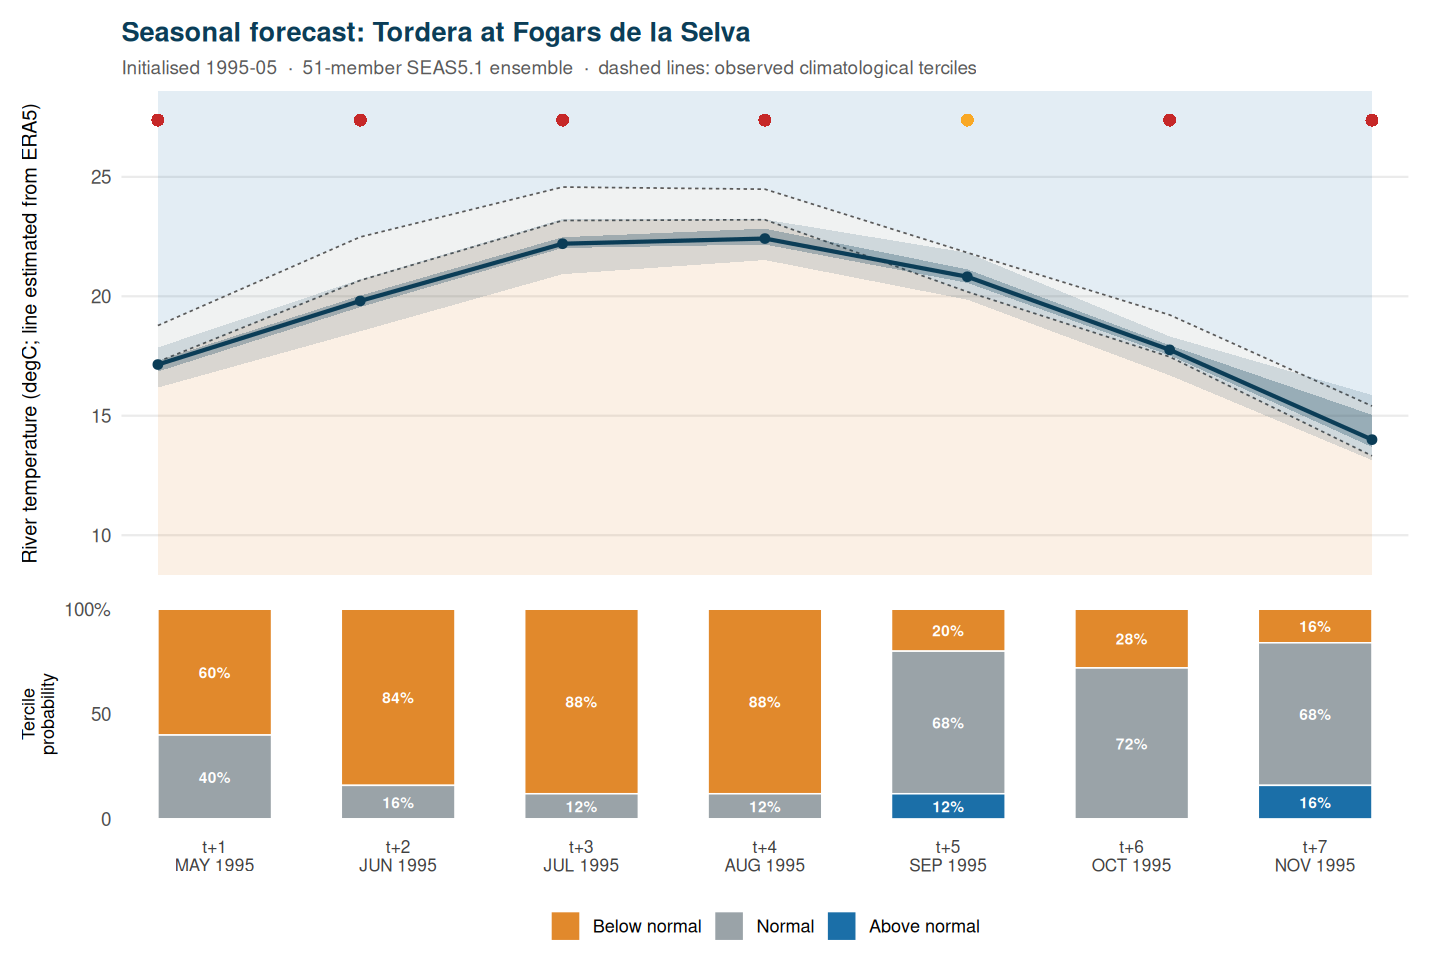 Seasonal forecast: Tordera at Fogars de la Selva
Initialised 1995-05 · 51-member SEAS5.1 ensemble · dashed lines: observed climatological terciles
River temperature (degC; line estimated from ERA5)
25
20
15
10
Tercile
probability
100%
50
0
60%
40%
84%
16%
88%
12%
88%
12%
20%
68%
12%
28%
72%
16%
68%
16%
t+1
MAY 1995
t+2
JUN 1995
t+3
JUL 1995
t+4
AUG 1995
t+5
SEP 1995
t+6
OCT 1995
t+7
NOV 1995
Below normal
Normal
Above normal